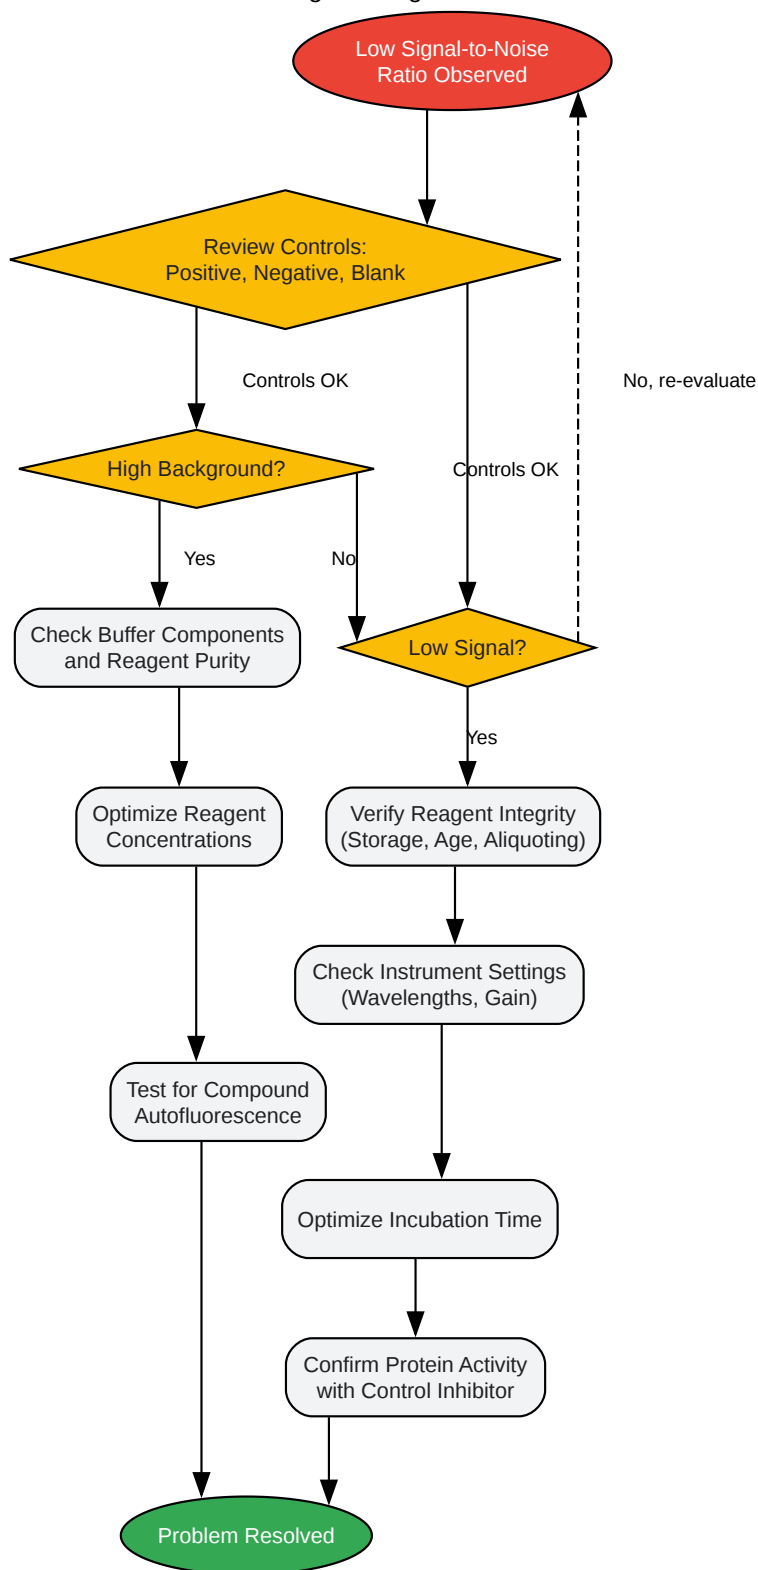 Low Signal-to-Noise
Ratio Observed
Review Controls:
Positive, Negative, Blank
Controls OK
No, re-evaluate
High Background?
Controls OK
Yes
No
Check Buffer Components
and Reagent Purity
Low Signal?
Yes
Optimize Reagent
Concentrations
Verify Reagent Integrity
(Storage, Age, Aliquoting)
Check Instrument Settings
(Wavelengths, Gain)
Test for Compound
Autofluorescence
Optimize Incubation Time
Confirm Protein Activity
with Control Inhibitor
Problem Resolved